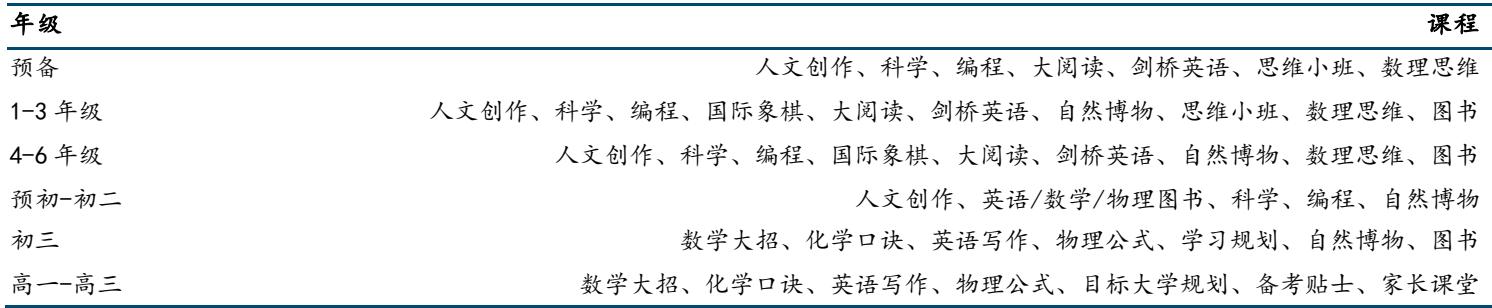 年级 课程
预备 人文创作、科学、编程、大阅读、剑桥英语、思维小班、数理思维
1-3 年级 人文创作、科学、编程、国际象棋、大阅读、剑桥英语、自然博物、思维小班、数理思维、图书
4-6 年级 人文创作、科学、编程、国际象棋、大阅读、剑桥英语、自然博物、数理思维、图书
预初-初二 人文创作、英语/数学/物理图书、科学、编程、自然博物
初三 数学大招、化学口诀、英语写作、物理公式、学习规划、自然博物、图书
高一-高三 数学大招、化学口诀、英语写作、物理公式、目标大学规划、备考贴士、家长课堂